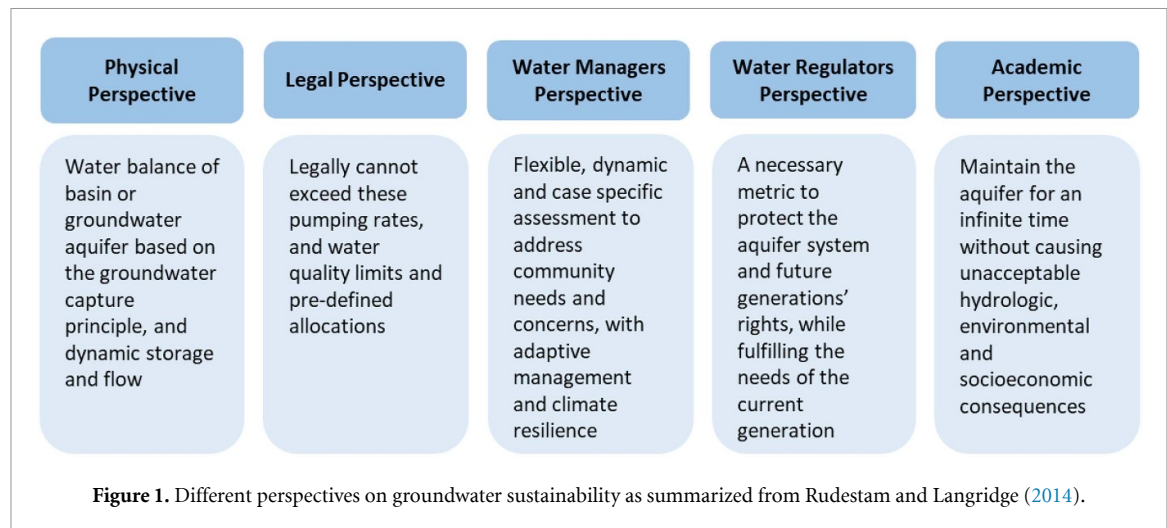 Physical
Perspective
Water balance of
basin or
groundwater
aquifer based on
the groundwater
capture
principle, and
dynamic storage
and flow
Legal Perspective
Legally cannot
exceed these
pumping rates,
and water
quality limits and
pre-defined
allocations
Water Managers
Perspective
Flexible, dynamic
and case specific
assessment to
address
community
needs and
concerns, with
adaptive
management
and climate
resilience
Water Regulators
Perspective
A necessary
metric to
protect the
aquifer system
and future
generations’
rights, while
fulfilling the
needs of the
current
generation
Academic
Perspective
Maintain the
aquifer for an
infinite time
without causing
unacceptable
hydrologic,
environmental
and
socioeconomic
consequences
Figure 1. Different perspectives on groundwater sustainability as summarized from Rudestam and Langridge (2014).